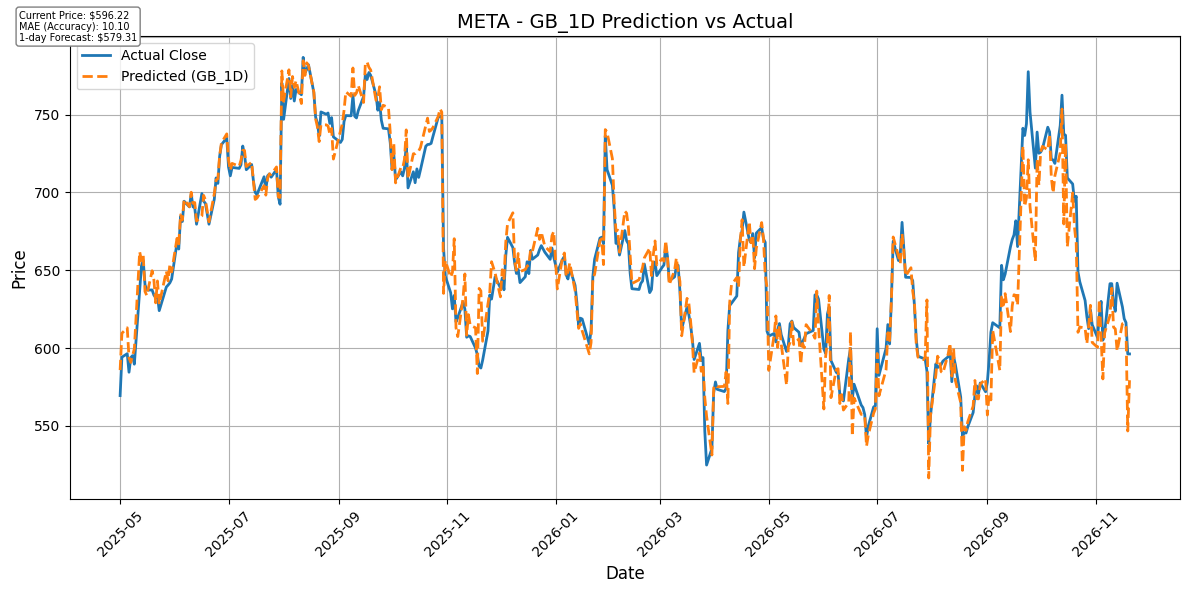 META - GB_1D Prediction vs Actual
Current Price: $596.22
MAE (Accuracy): 10.10
1-day Forecast: $579.31
Actual Close
Predicted (GB_1D)
Price
750
700
650
600
550
2025-05
2025-07
2025-09
2025-11
2026-01
2026-03
2026-05
2026-07
2026-09
2026-11
Date